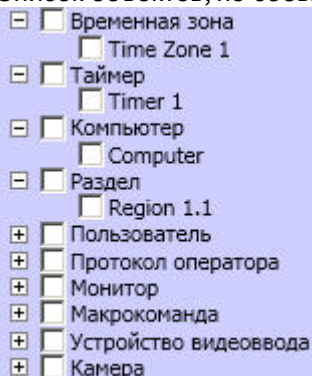 Временная зона
Time Zone 1
Таймер
Timer 1
Компьютер
Computer
Раздел
Region 1.1
Пользователь
Протокол оператора
Монитор
Макрокоманда
Устройство видеоввода
Камера